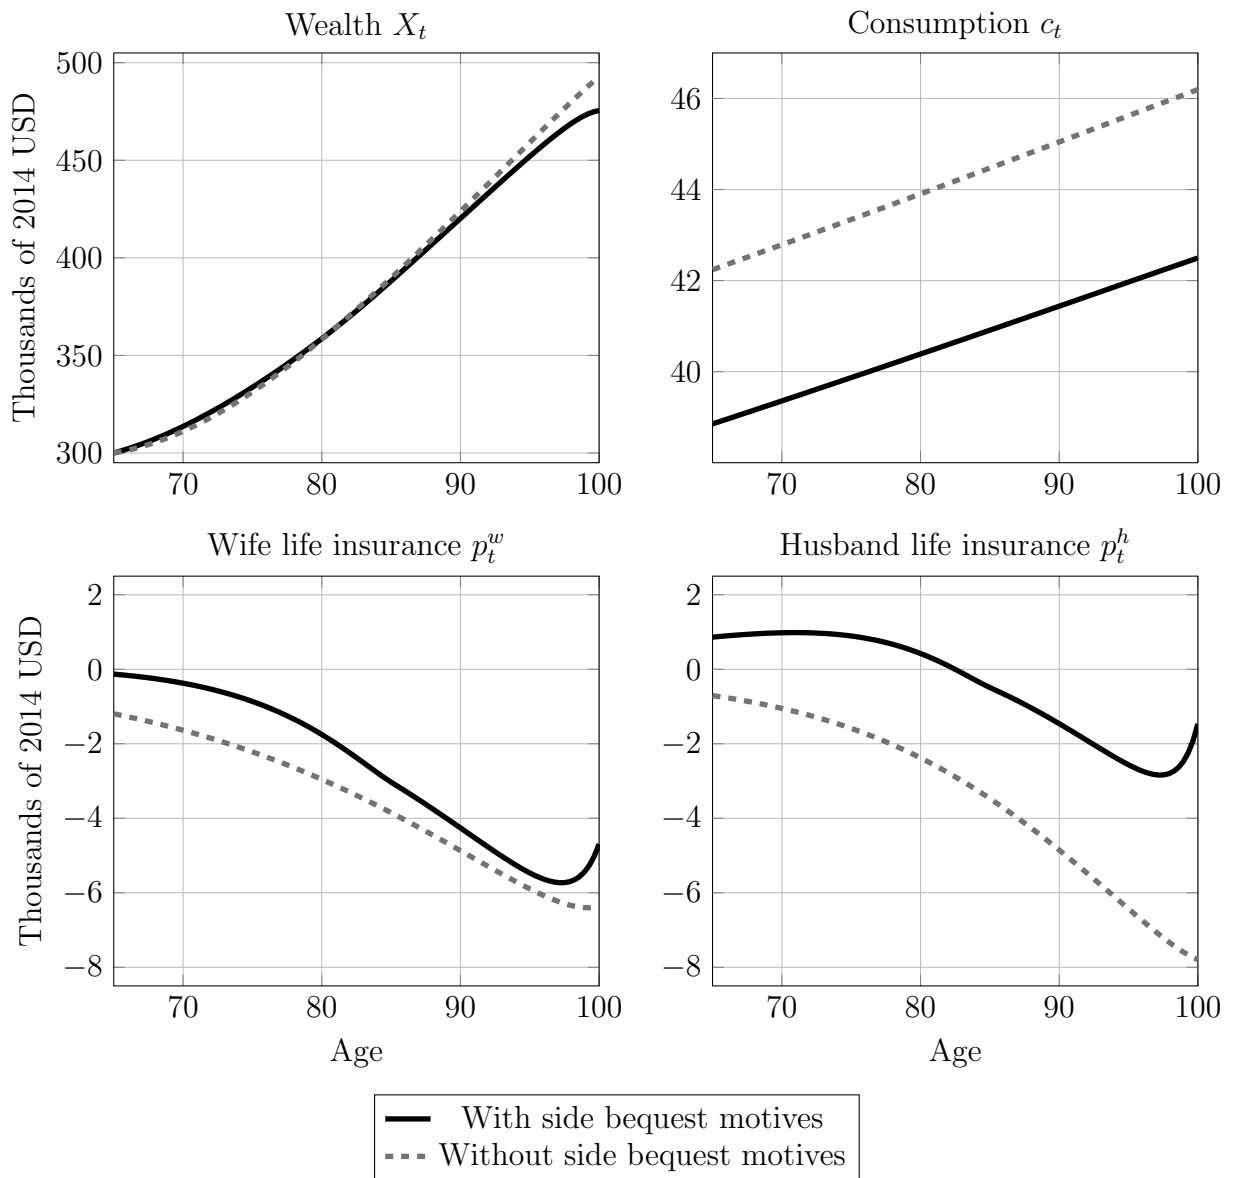 Wealth X_t
Consumption c_t
Thousands of 2014 USD
500
450
400
350
300
70 80 90 100
46
44
42
40
70 80 90 100
Wife life insurance p_t^w
Husband life insurance p_t^h
Thousands of 2014 USD
2
0
−2
−4
−6
−8
70 80 90 100
Age
2
0
−2
−4
−6
−8
70 80 90 100
Age
With side bequest motives
Without side bequest motives